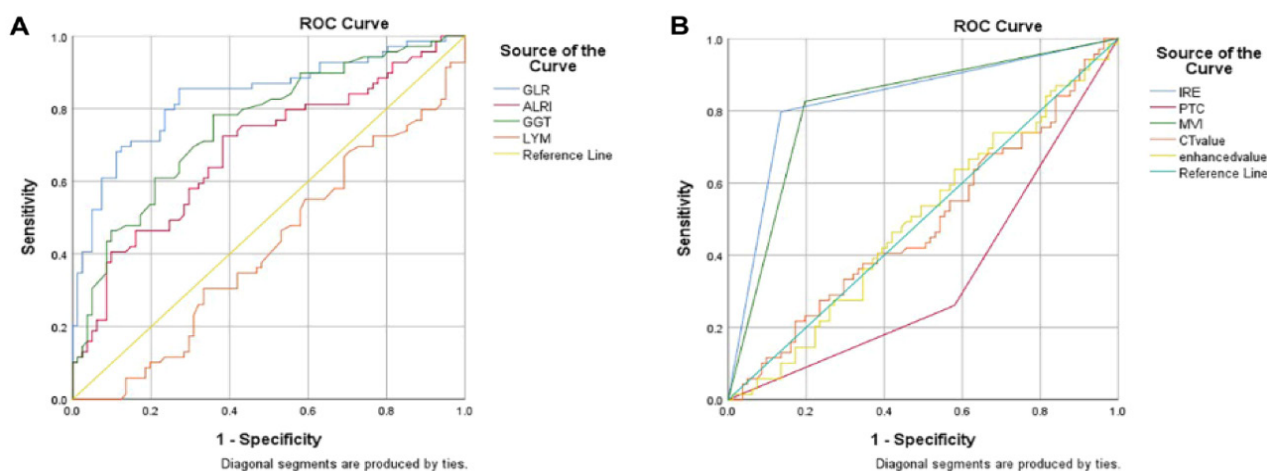 A
ROC Curve
Sensitivity
1.0
0.8
0.6
0.4
0.2
0.0
0.0 0.2 0.4 0.6 0.8 1.0
1 - Specificity
Diagonal segments are produced by ties.
Source of the
Curve
GLR
ALRI
GGT
LYM
Reference Line
B
ROC Curve
Sensitivity
1.0
0.8
0.6
0.4
0.2
0.0
0.0 0.2 0.4 0.6 0.8 1.0
1 - Specificity
Diagonal segments are produced by ties.
Source of the
Curve
IRE
PTC
MVI
CTvalue
enhancedvalue
Reference Line